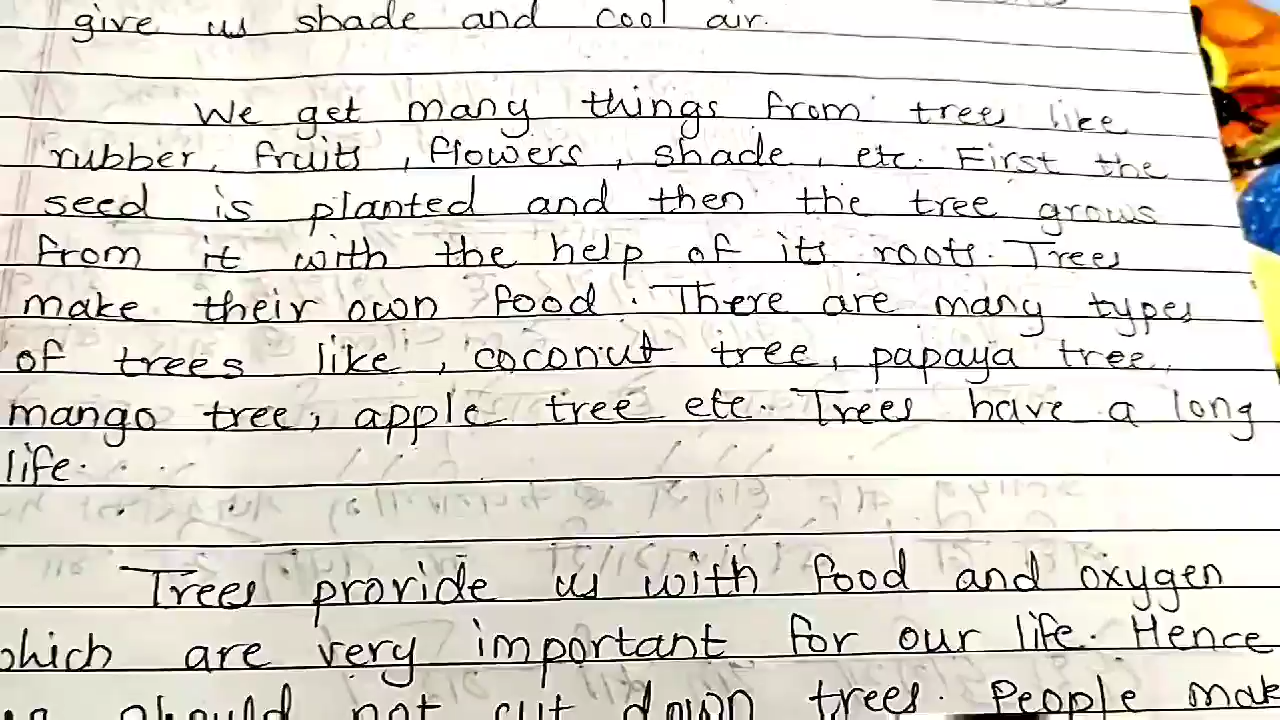 give us shade and cool air.
We get many things from trees like
rubber, fruits , flowers , shade , etc. First the
seed is planted and then the tree grows
from it with the help of its roots. Trees
make their own food. There are many types
of trees like , coconut tree, papaya tree,
mango tree, apple tree etc. Trees have a long
life.
Trees provide us with food and oxygen
which are very important for our life. Hence
should not cut down trees. People mak